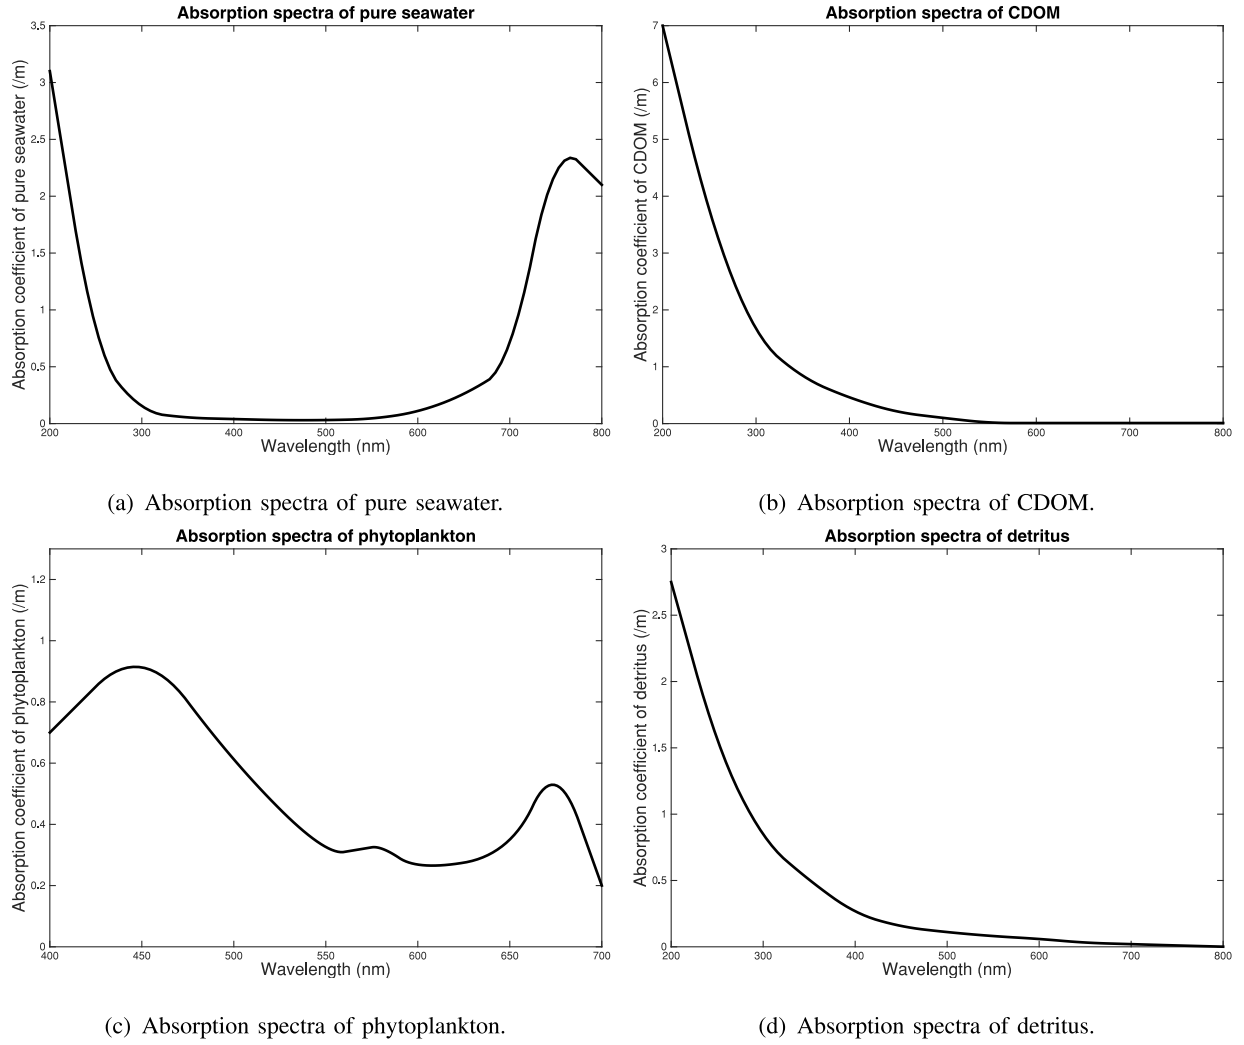 Absorption spectra of pure seawater
Absorption coefficient of pure seawater (/m)
3.5
3
2.5
2
1.5
1
0.5
0
200 300 400 500 600 700 800
Wavelength (nm)
(a) Absorption spectra of pure seawater.
Absorption spectra of CDOM
Absorption coefficient of CDOM (/m)
7
6
5
4
3
2
1
0
200 300 400 500 600 700 800
Wavelength (nm)
(b) Absorption spectra of CDOM.
Absorption spectra of phytoplankton
Absorption coefficient of phytoplankton (/m)
1.2
1
0.8
0.6
0.4
0.2
0
400 450 500 550 600 650 700
Wavelength (nm)
(c) Absorption spectra of phytoplankton.
Absorption spectra of detritus
Absorption coefficient of detritus (/m)
3
2.5
2
1.5
1
0.5
0
200 300 400 500 600 700 800
Wavelength (nm)
(d) Absorption spectra of detritus.